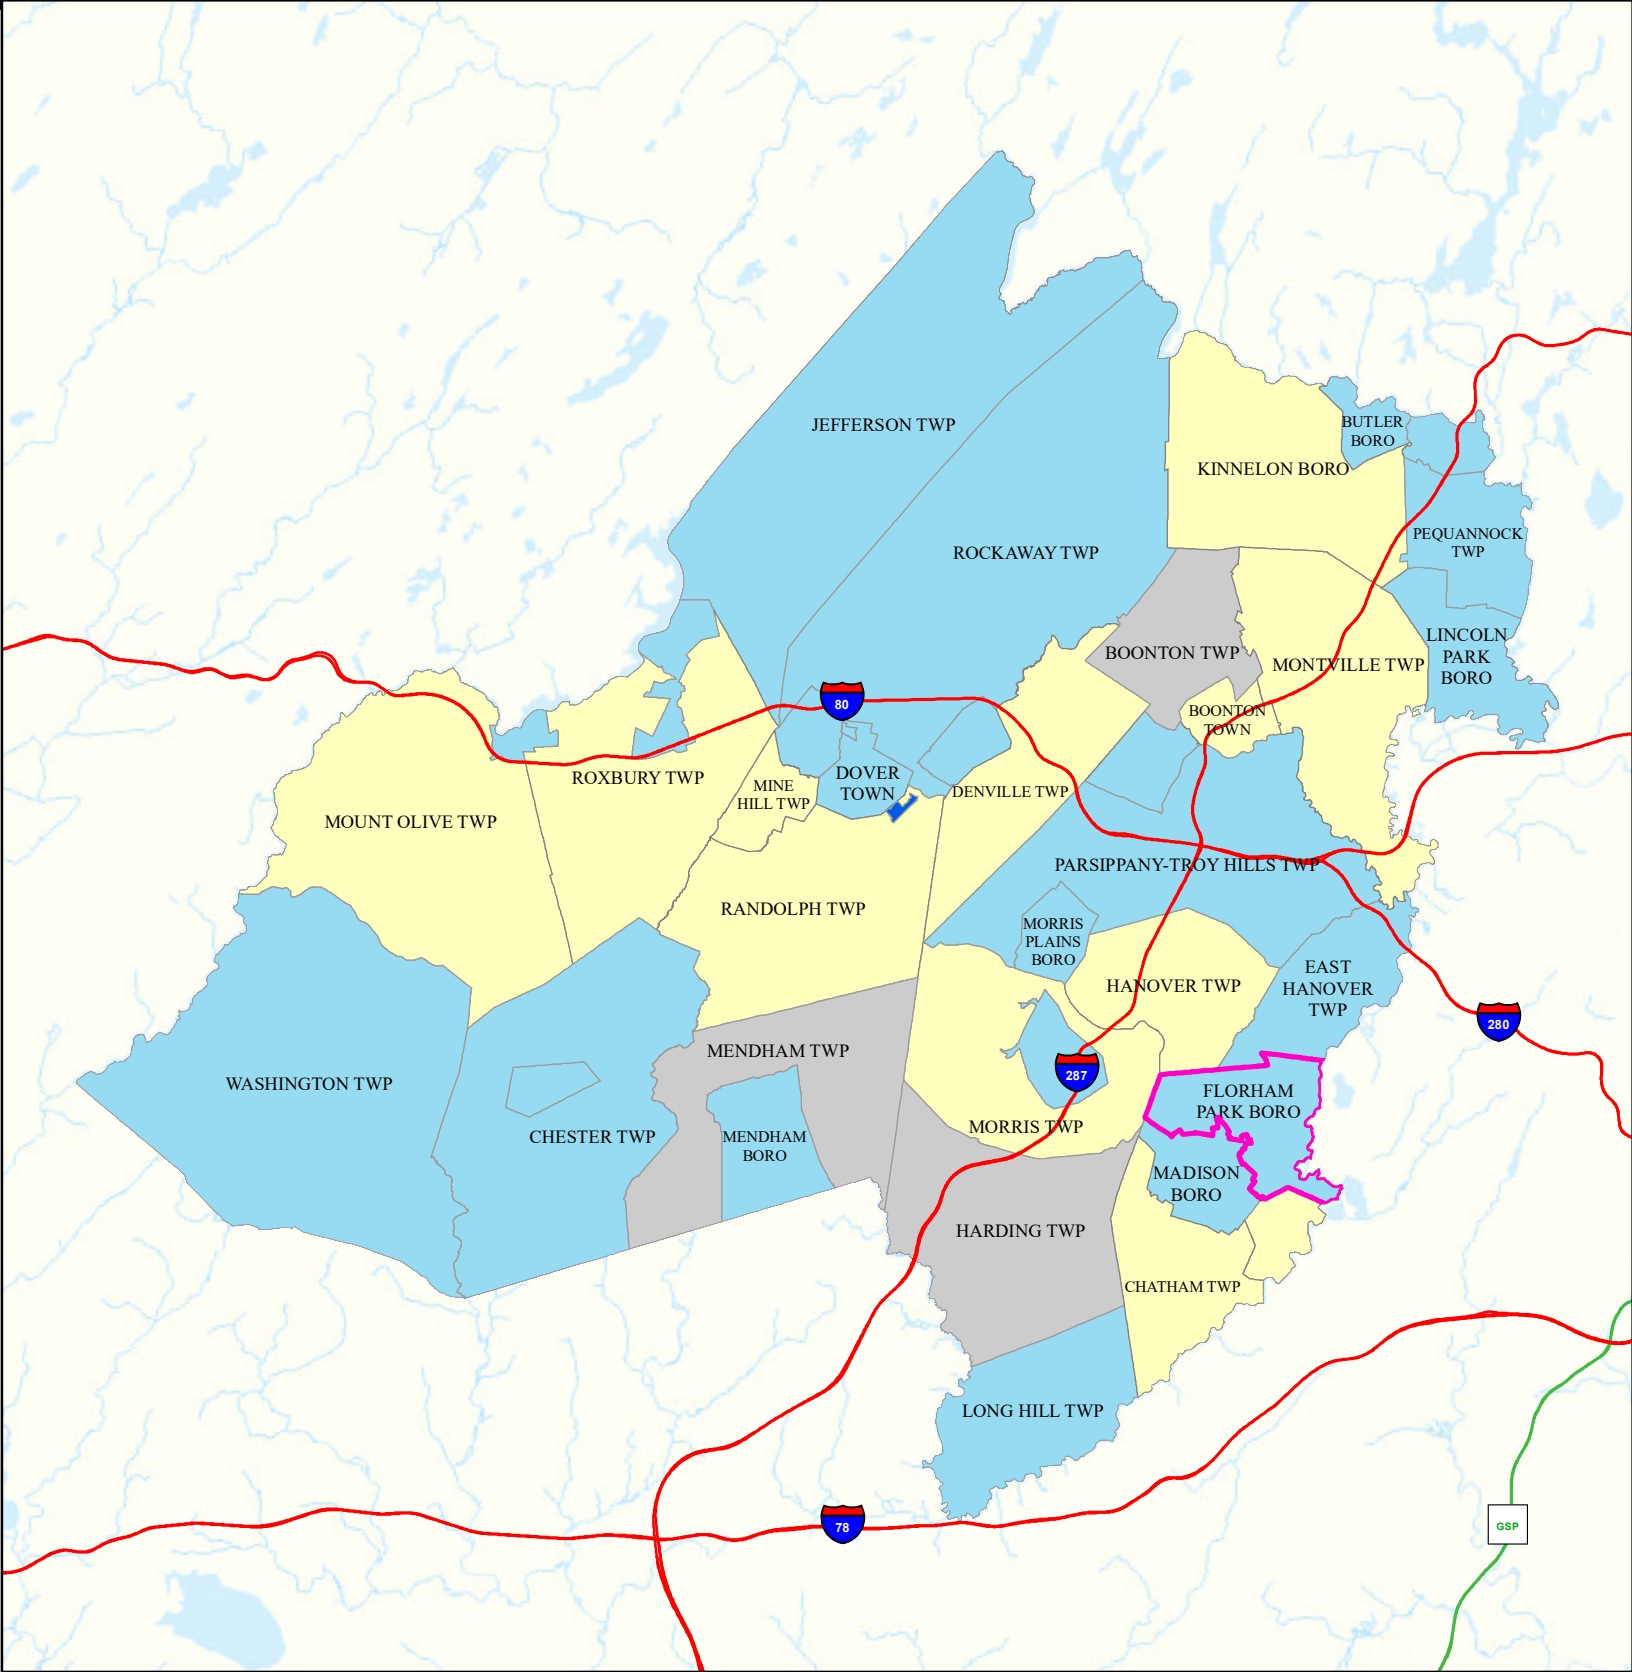 JEFFERSON TWP
BUTLER
BORO
KINNELON BORO
PEQUANNOCK
TWP
ROCKAWAY TWP
LINCOLN
PARK
BORO
BOONTON TWP
MONTVILLE TWP
80
BOONTON
TOWN
ROXBURY TWP
MINE
HILL TWP
DOVER
TOWN
DENVILLE TWP
MOUNT OLIVE TWP
PARSIPPANY-TROY HILLS TWP
RANDOLPH TWP
MORRIS
PLAINS
BORO
EAST
HANOVER
TWP
HANOVER TWP
280
MENDHAM TWP
287
WASHINGTON TWP
FLORHAM
PARK BORO
CHESTER TWP
MENDHAM
BORO
MORRIS TWP
MADISON
BORO
HARDING TWP
CHATHAM TWP
LONG HILL TWP
78
GSP